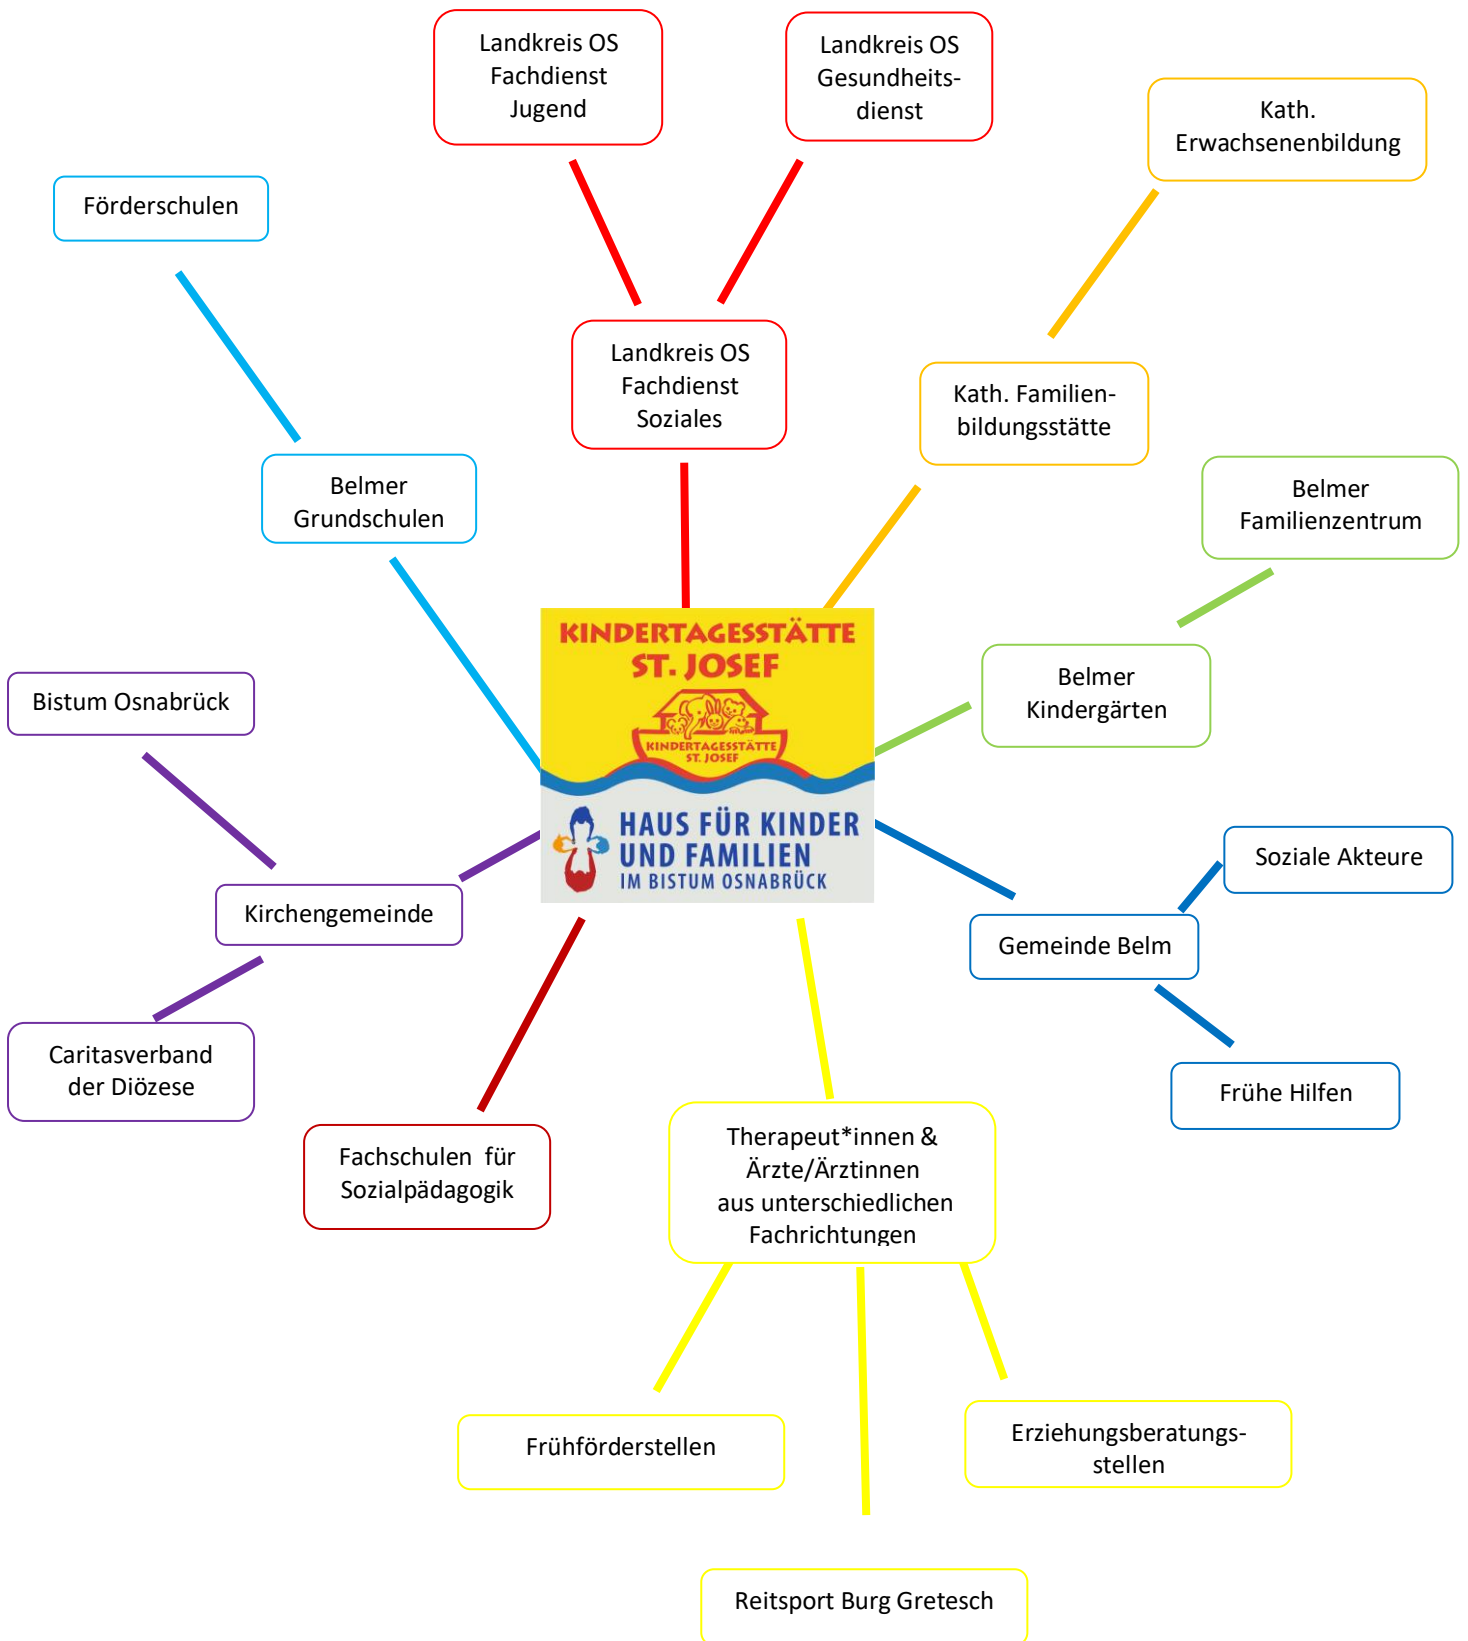 Landkreis OS
Fachdienst
Jugend
Landkreis OS
Gesundheits-
dienst
Kath.
Erwachsenenbildung
Förderschulen
Landkreis OS
Fachdienst
Soziales
Kath. Familien-
bildungsstätte
Belmer
Grundschulen
Belmer
Familienzentrum
KINDERTAGESSTÄTTE
ST. JOSEF
KINDERTAGESSTÄTTE
ST. JOSEF
HAUS FÜR KINDER
UND FAMILIEN
IM BISTUM OSNABRÜCK
Belmer
Kindergärten
Bistum Osnabrück
Soziale Akteure
Kirchengemeinde
Gemeinde Belm
Caritasverband
der Diözese
Frühe Hilfen
Fachschulen für
Sozialpädagogik
Therapeut*innen &
Ärzte/Ärztinnen
aus unterschiedlichen
Fachrichtungen
Frühförderstellen
Erziehungsberatungs-
stellen
Reitsport Burg Gretesch